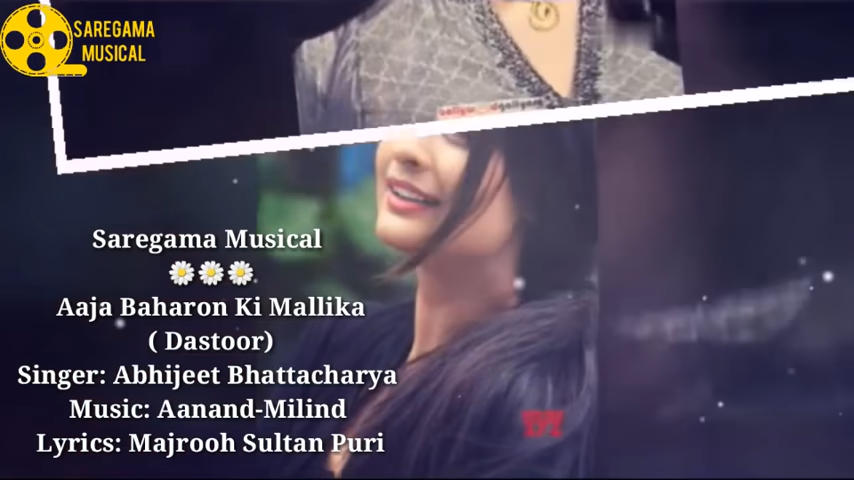 SAREGAMA
MUSICAL
Saregama Musical
Aaja Baharon Ki Mallika
( Dastoor)
Singer: Abhijeet Bhattacharya
Music: Aanand-Milind
Lyrics: Majrooh Sultan Puri